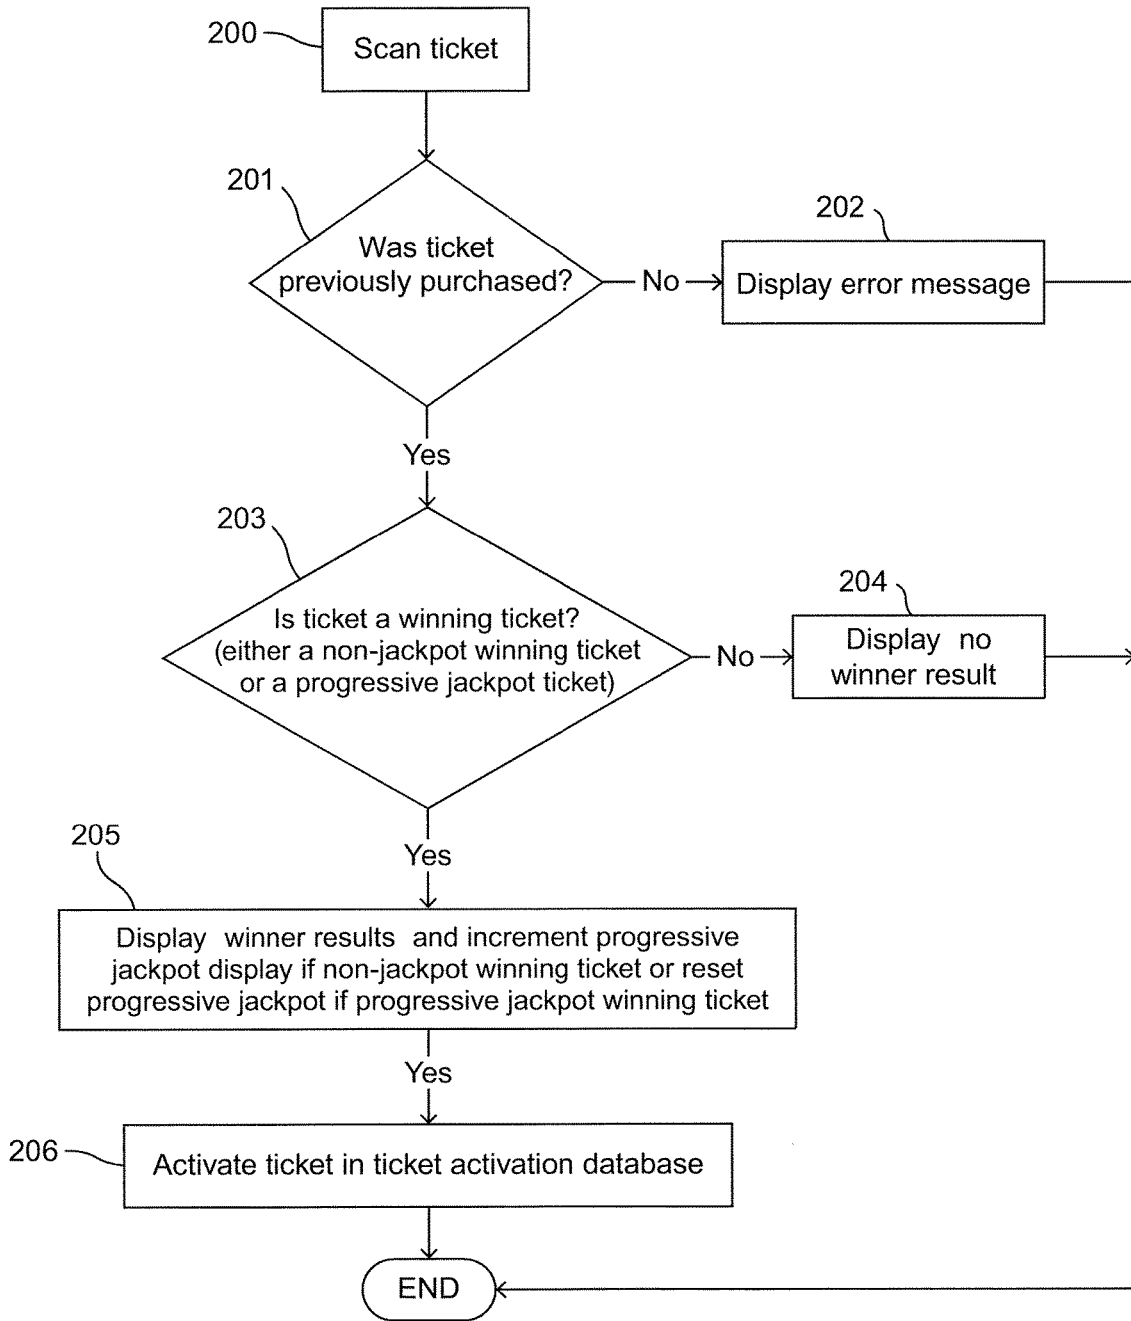 200
Scan ticket
201
Was ticket
previously purchased?
No
202
Display error message
Yes
203
Is ticket a winning ticket?
(either a non-jackpot winning ticket
or a progressive jackpot ticket)
No
204
Display no
winner result
Yes
205
Display winner results and increment progressive
jackpot display if non-jackpot winning ticket or reset
progressive jackpot if progressive jackpot winning ticket
Yes
206
Activate ticket in ticket activation database
END